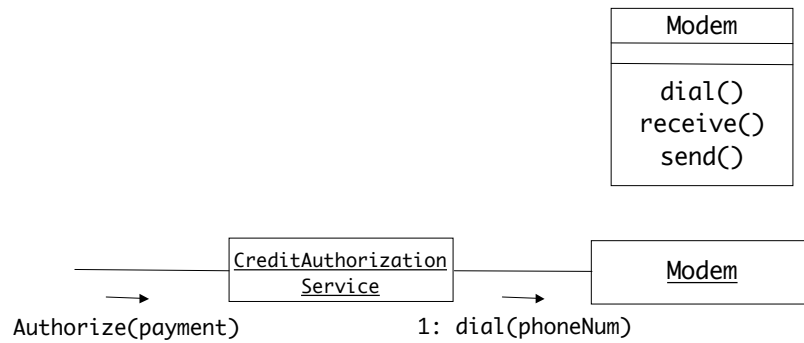 Modem
dial()
receive()
send()
CreditAuthorization
Service
Modem
Authorize(payment)
1: dial(phoneNum)